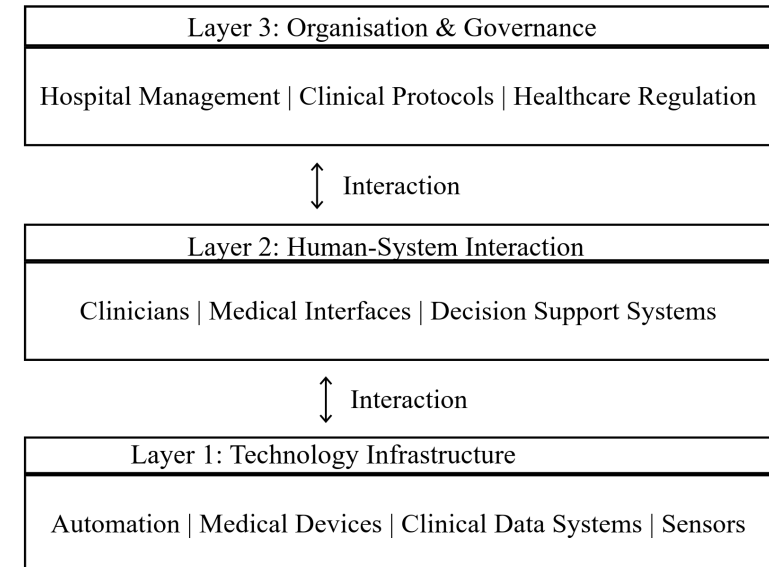 Layer 3: Organisation & Governance
Hospital Management | Clinical Protocols | Healthcare Regulation
Interaction
Layer 2: Human-System Interaction
Clinicians | Medical Interfaces | Decision Support Systems
Interaction
Layer 1: Technology Infrastructure
Automation | Medical Devices | Clinical Data Systems | Sensors